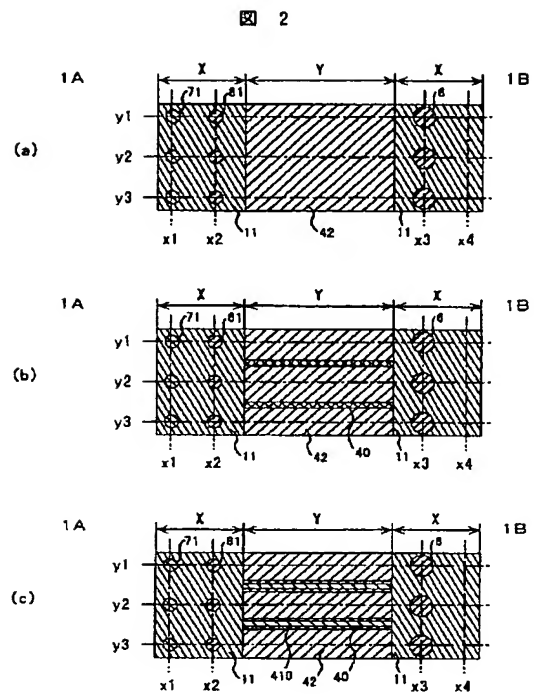 図 2
1A X Y X 1B
71 81 6
y1
(a) y2
y3
x1 x2 11 42 11 x3 x4
1A X Y X 1B
71 81 6
y1
(b) y2
y3
x1 x2 11 42 40 11 x3 x4
1A X Y X 1B
71 81 6
y1
(c) y2
y3
x1 x2 11 410 42 40 11 x3 x4